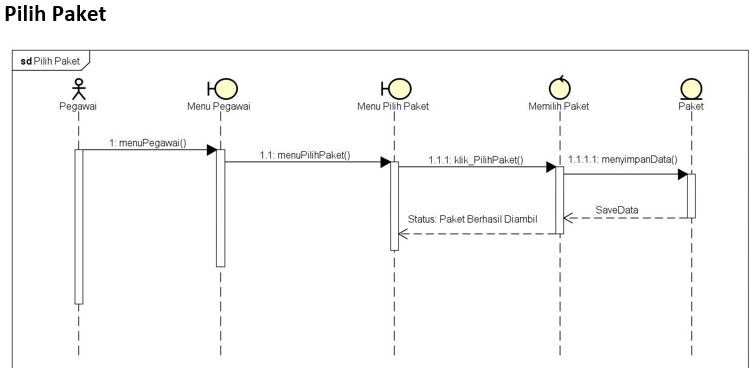 Pilih Paket
sd Pilih Paket
Pegawai
Menu Pegawai
Menu Pilih Paket
Memilih Paket
Paket
1: menuPegawai()
1.1: menuPilihPaket()
1.1.1: klik_PilihPaket()
1.1.1.1: menyimpanData()
SaveData
Status: Paket Berhasil Diambil